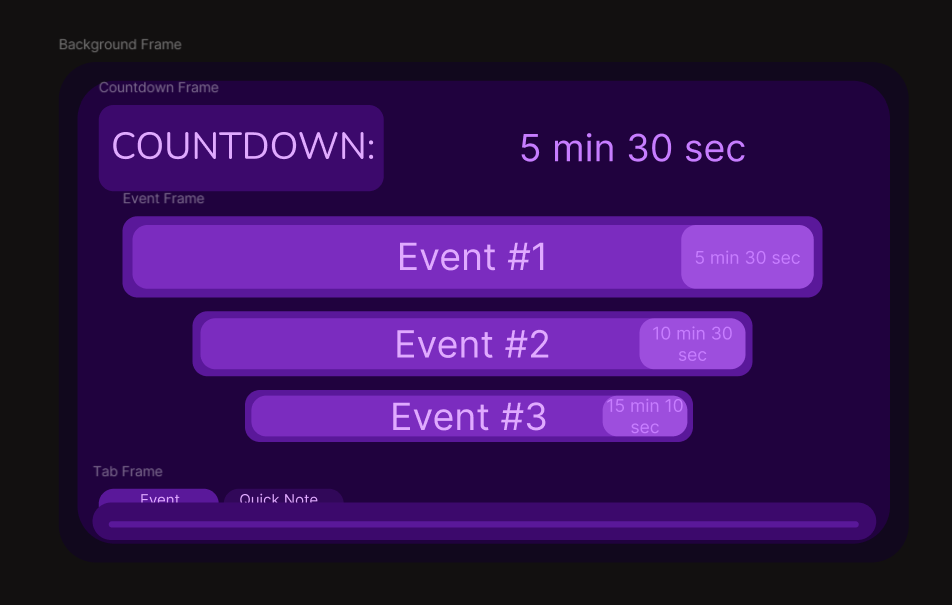 Background Frame
Countdown Frame
COUNTDOWN:
5 min 30 sec
Event Frame
Event #1
5 min 30 sec
Event #2
10 min 30
sec
Event #3
15 min 10
sec
Tab Frame
Event
Quick Note